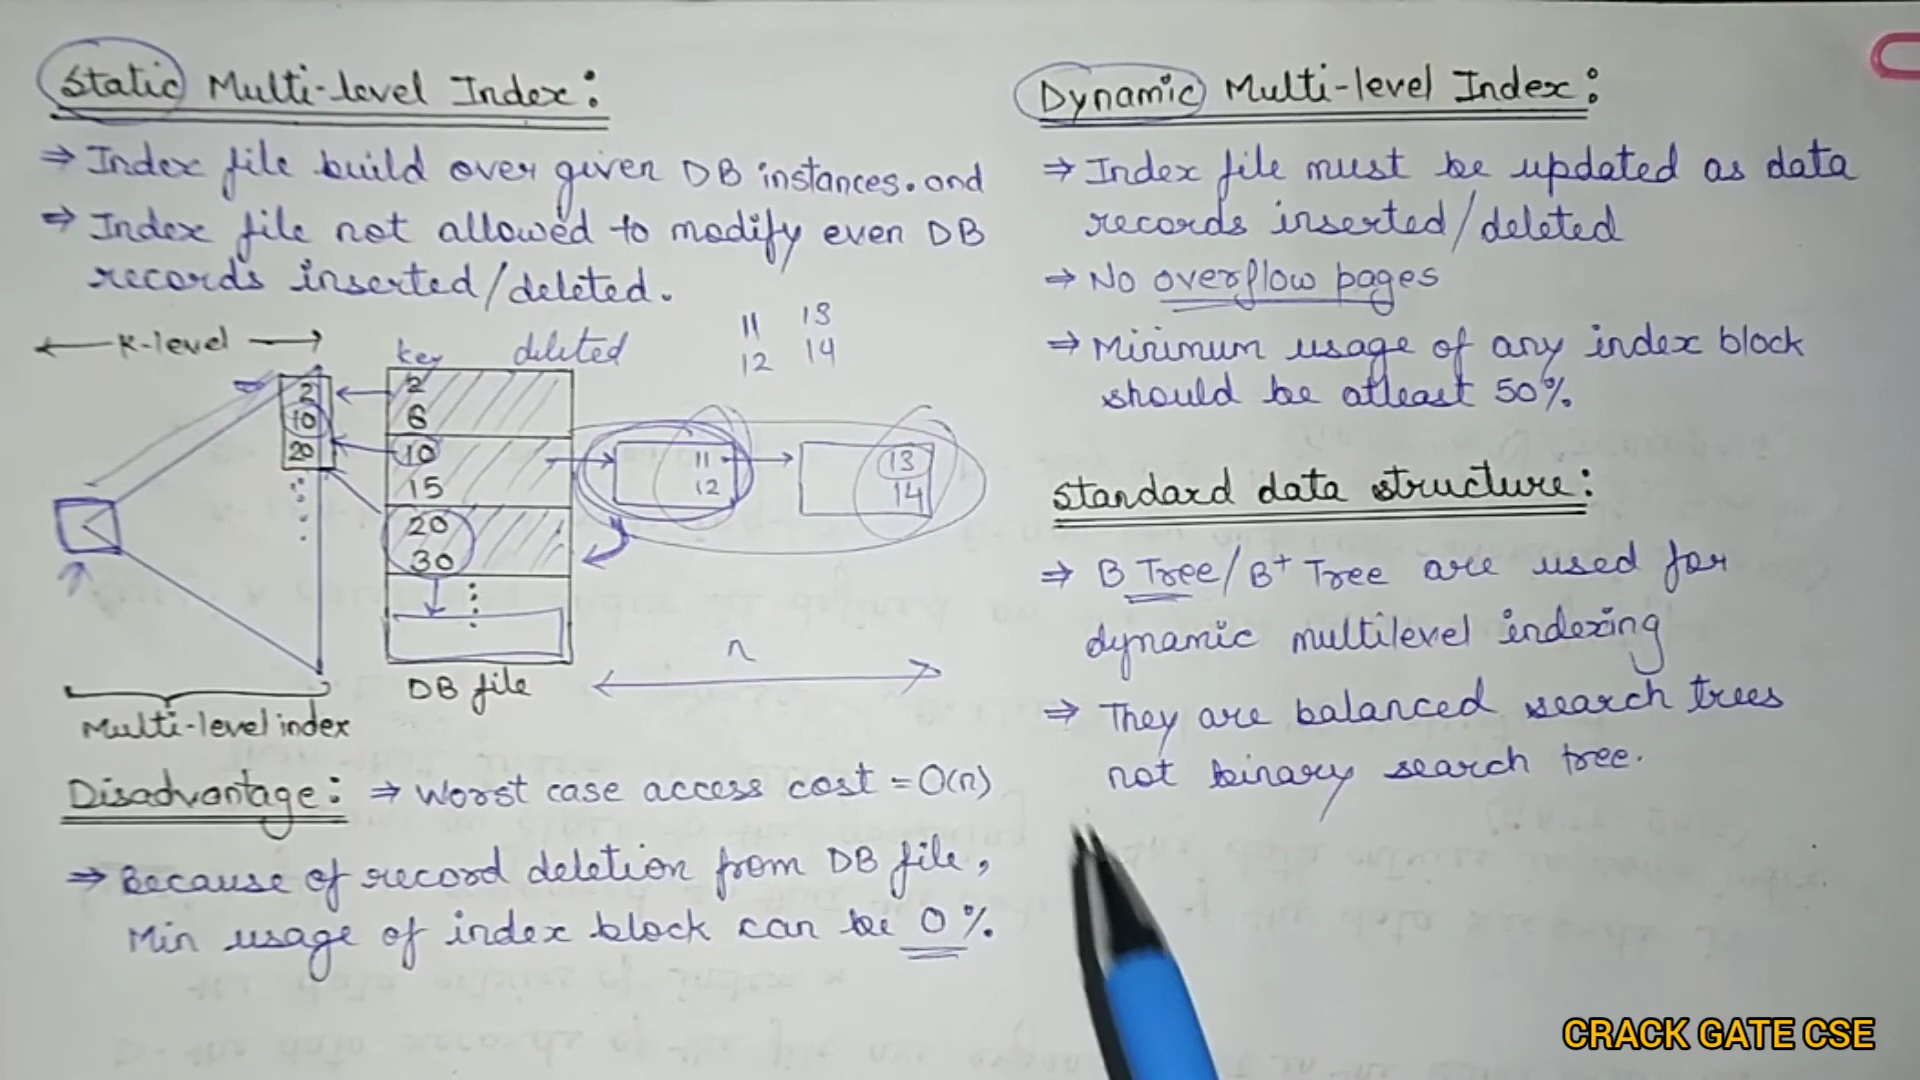 Static Multi-level Index:
⇒ Index file build over given DB instances. and
⇒ Index file not allowed to modify even DB
records inserted/deleted.
K-level
key
deleted
11 13
12 14
2
10
20
2
6
10
15
20
30
11
12
13
14
n
DB file
Multi-level index
Disadvantage: ⇒ Worst case access cost = O(n)
⇒ Because of record deletion from DB file,
Min usage of index block can be 0%.
Dynamic Multi-level Index:
⇒ Index file must be updated as data
records inserted/deleted
⇒ No overflow pages
⇒ Minimum usage of any index block
should be atleast 50%.
Standard data structure:
⇒ B Tree/B+ Tree are used for
dynamic multilevel indexing
⇒ They are balanced search trees
not binary search tree.
CRACK GATE CSE